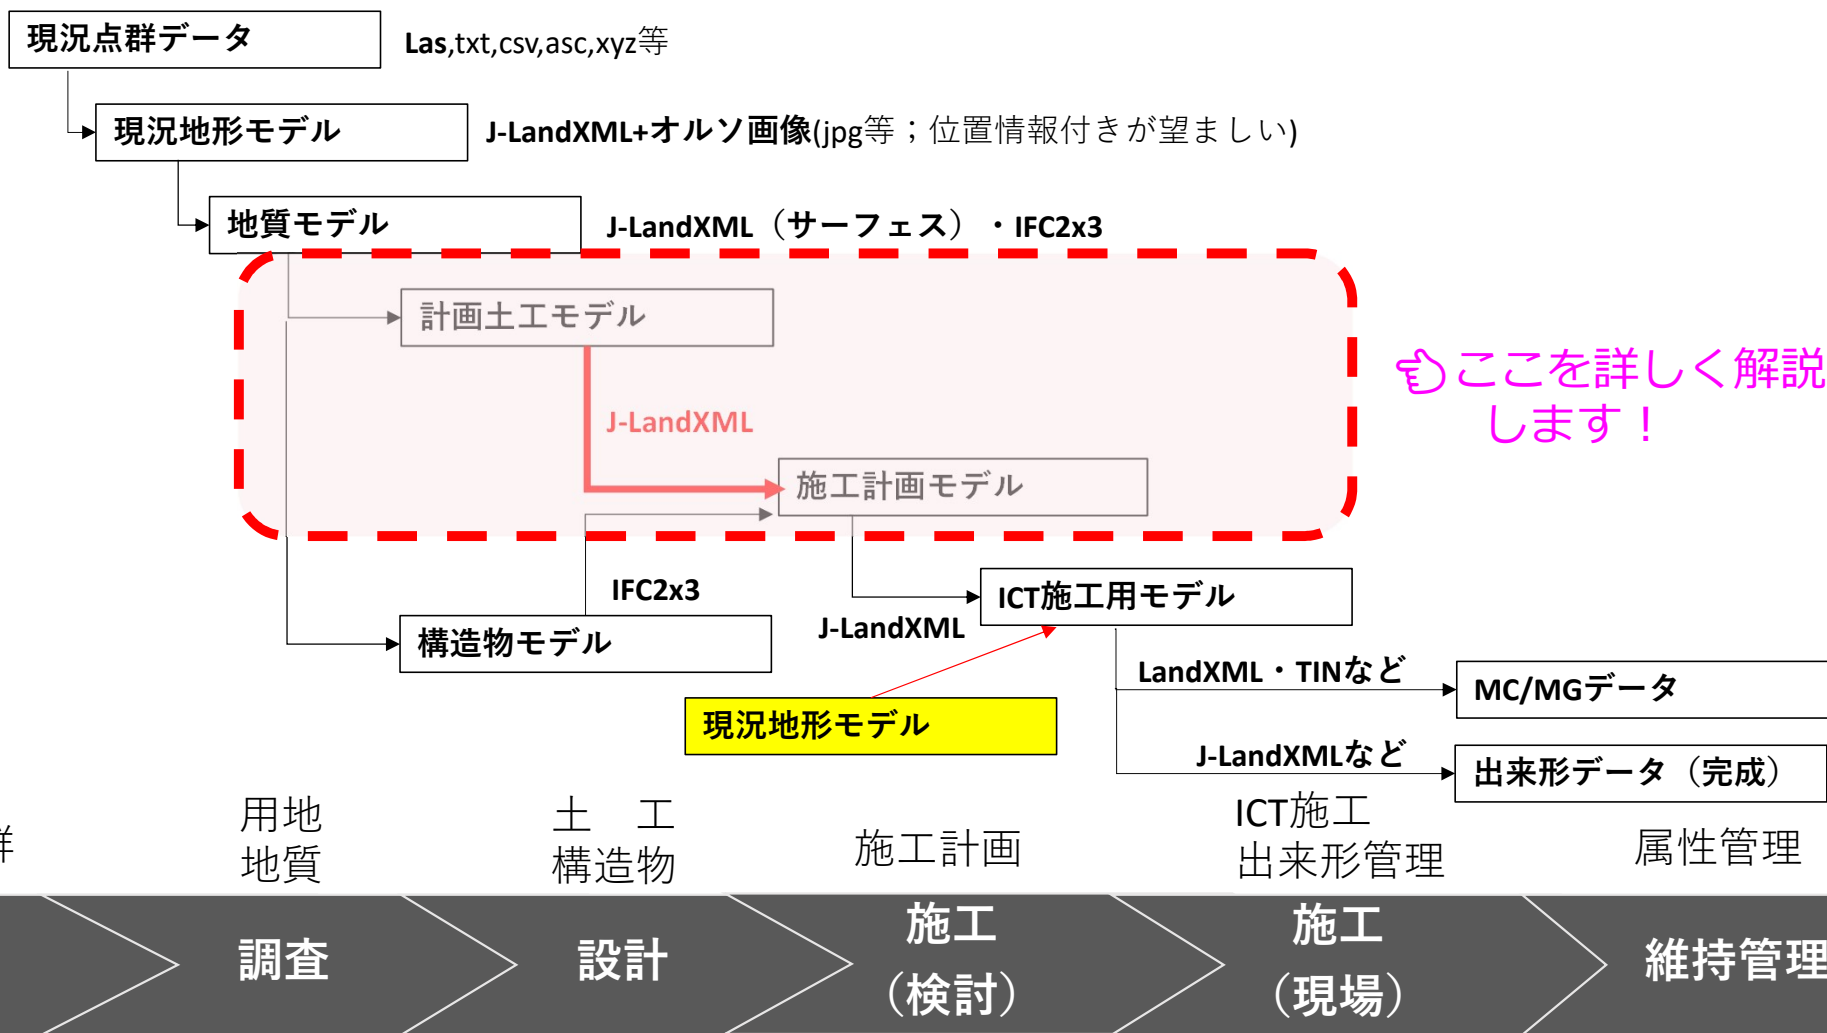 現況点群データ
Las,txt,csv,asc,xyz等
現況地形モデル
J-LandXML+オルソ画像(jpg等；位置情報付きが望ましい)
地質モデル
J-LandXML（サーフェス）・IFC2x3
計画土工モデル
ここを詳しく解説
します！
J-LandXML
施工計画モデル
IFC2x3
ICT施工用モデル
構造物モデル
J-LandXML
LandXML・TINなど
MC/MGデータ
現況地形モデル
J-LandXMLなど
出来形データ（完成）
群
用地
地質
土　工
構造物
施工計画
ICT施工
出来形管理
属性管理
調査
設計
施工
（検討）
施工
（現場）
維持管理